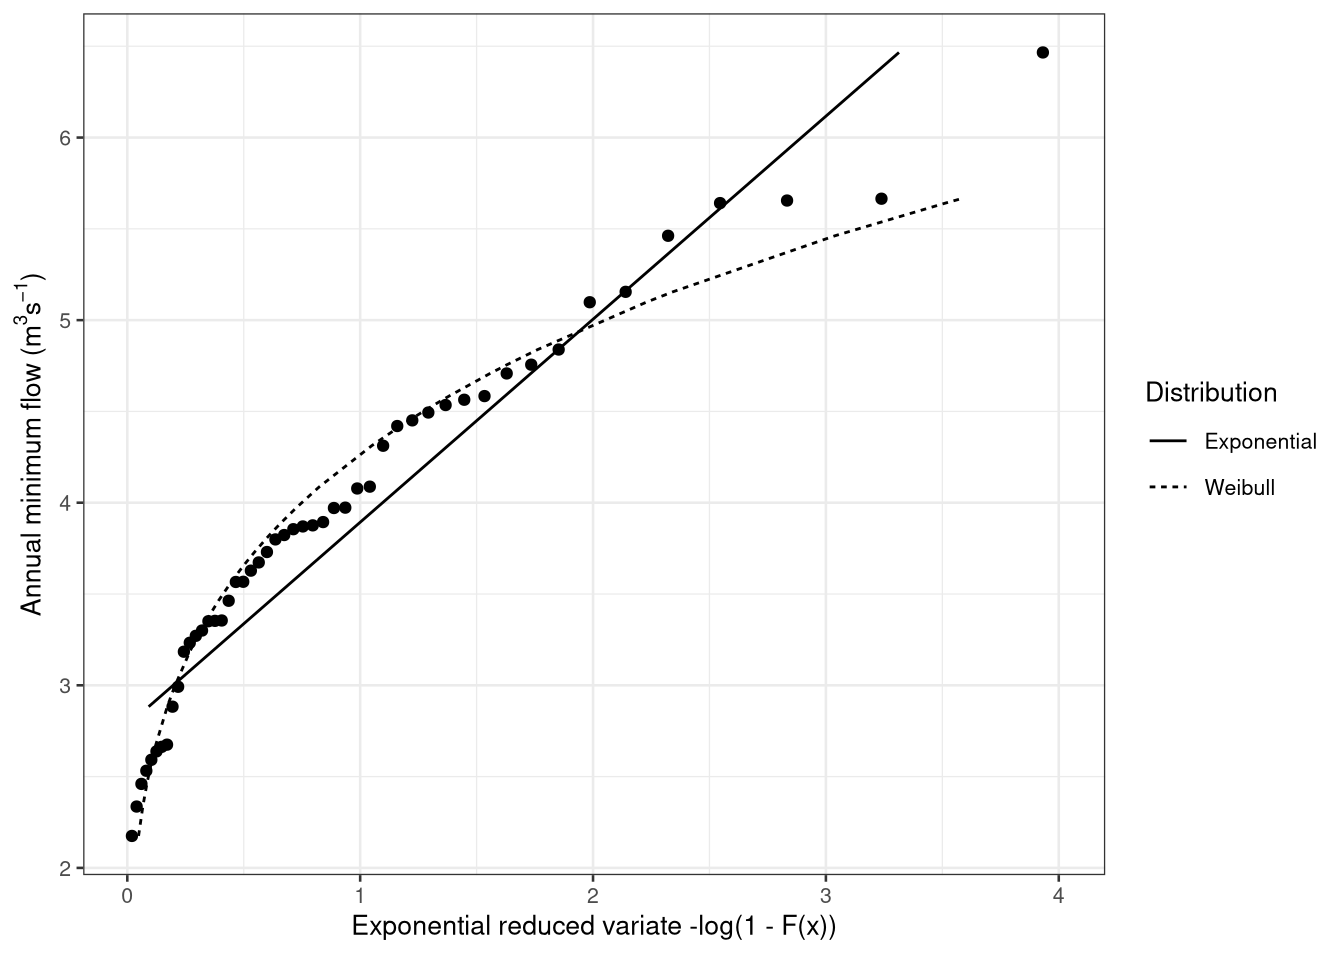 6
5
4
3
2
0 1 2 3 4
Annual minimum flow (m³s⁻¹)
Exponential reduced variate -log(1 - F(x))
Distribution
Exponential
Weibull